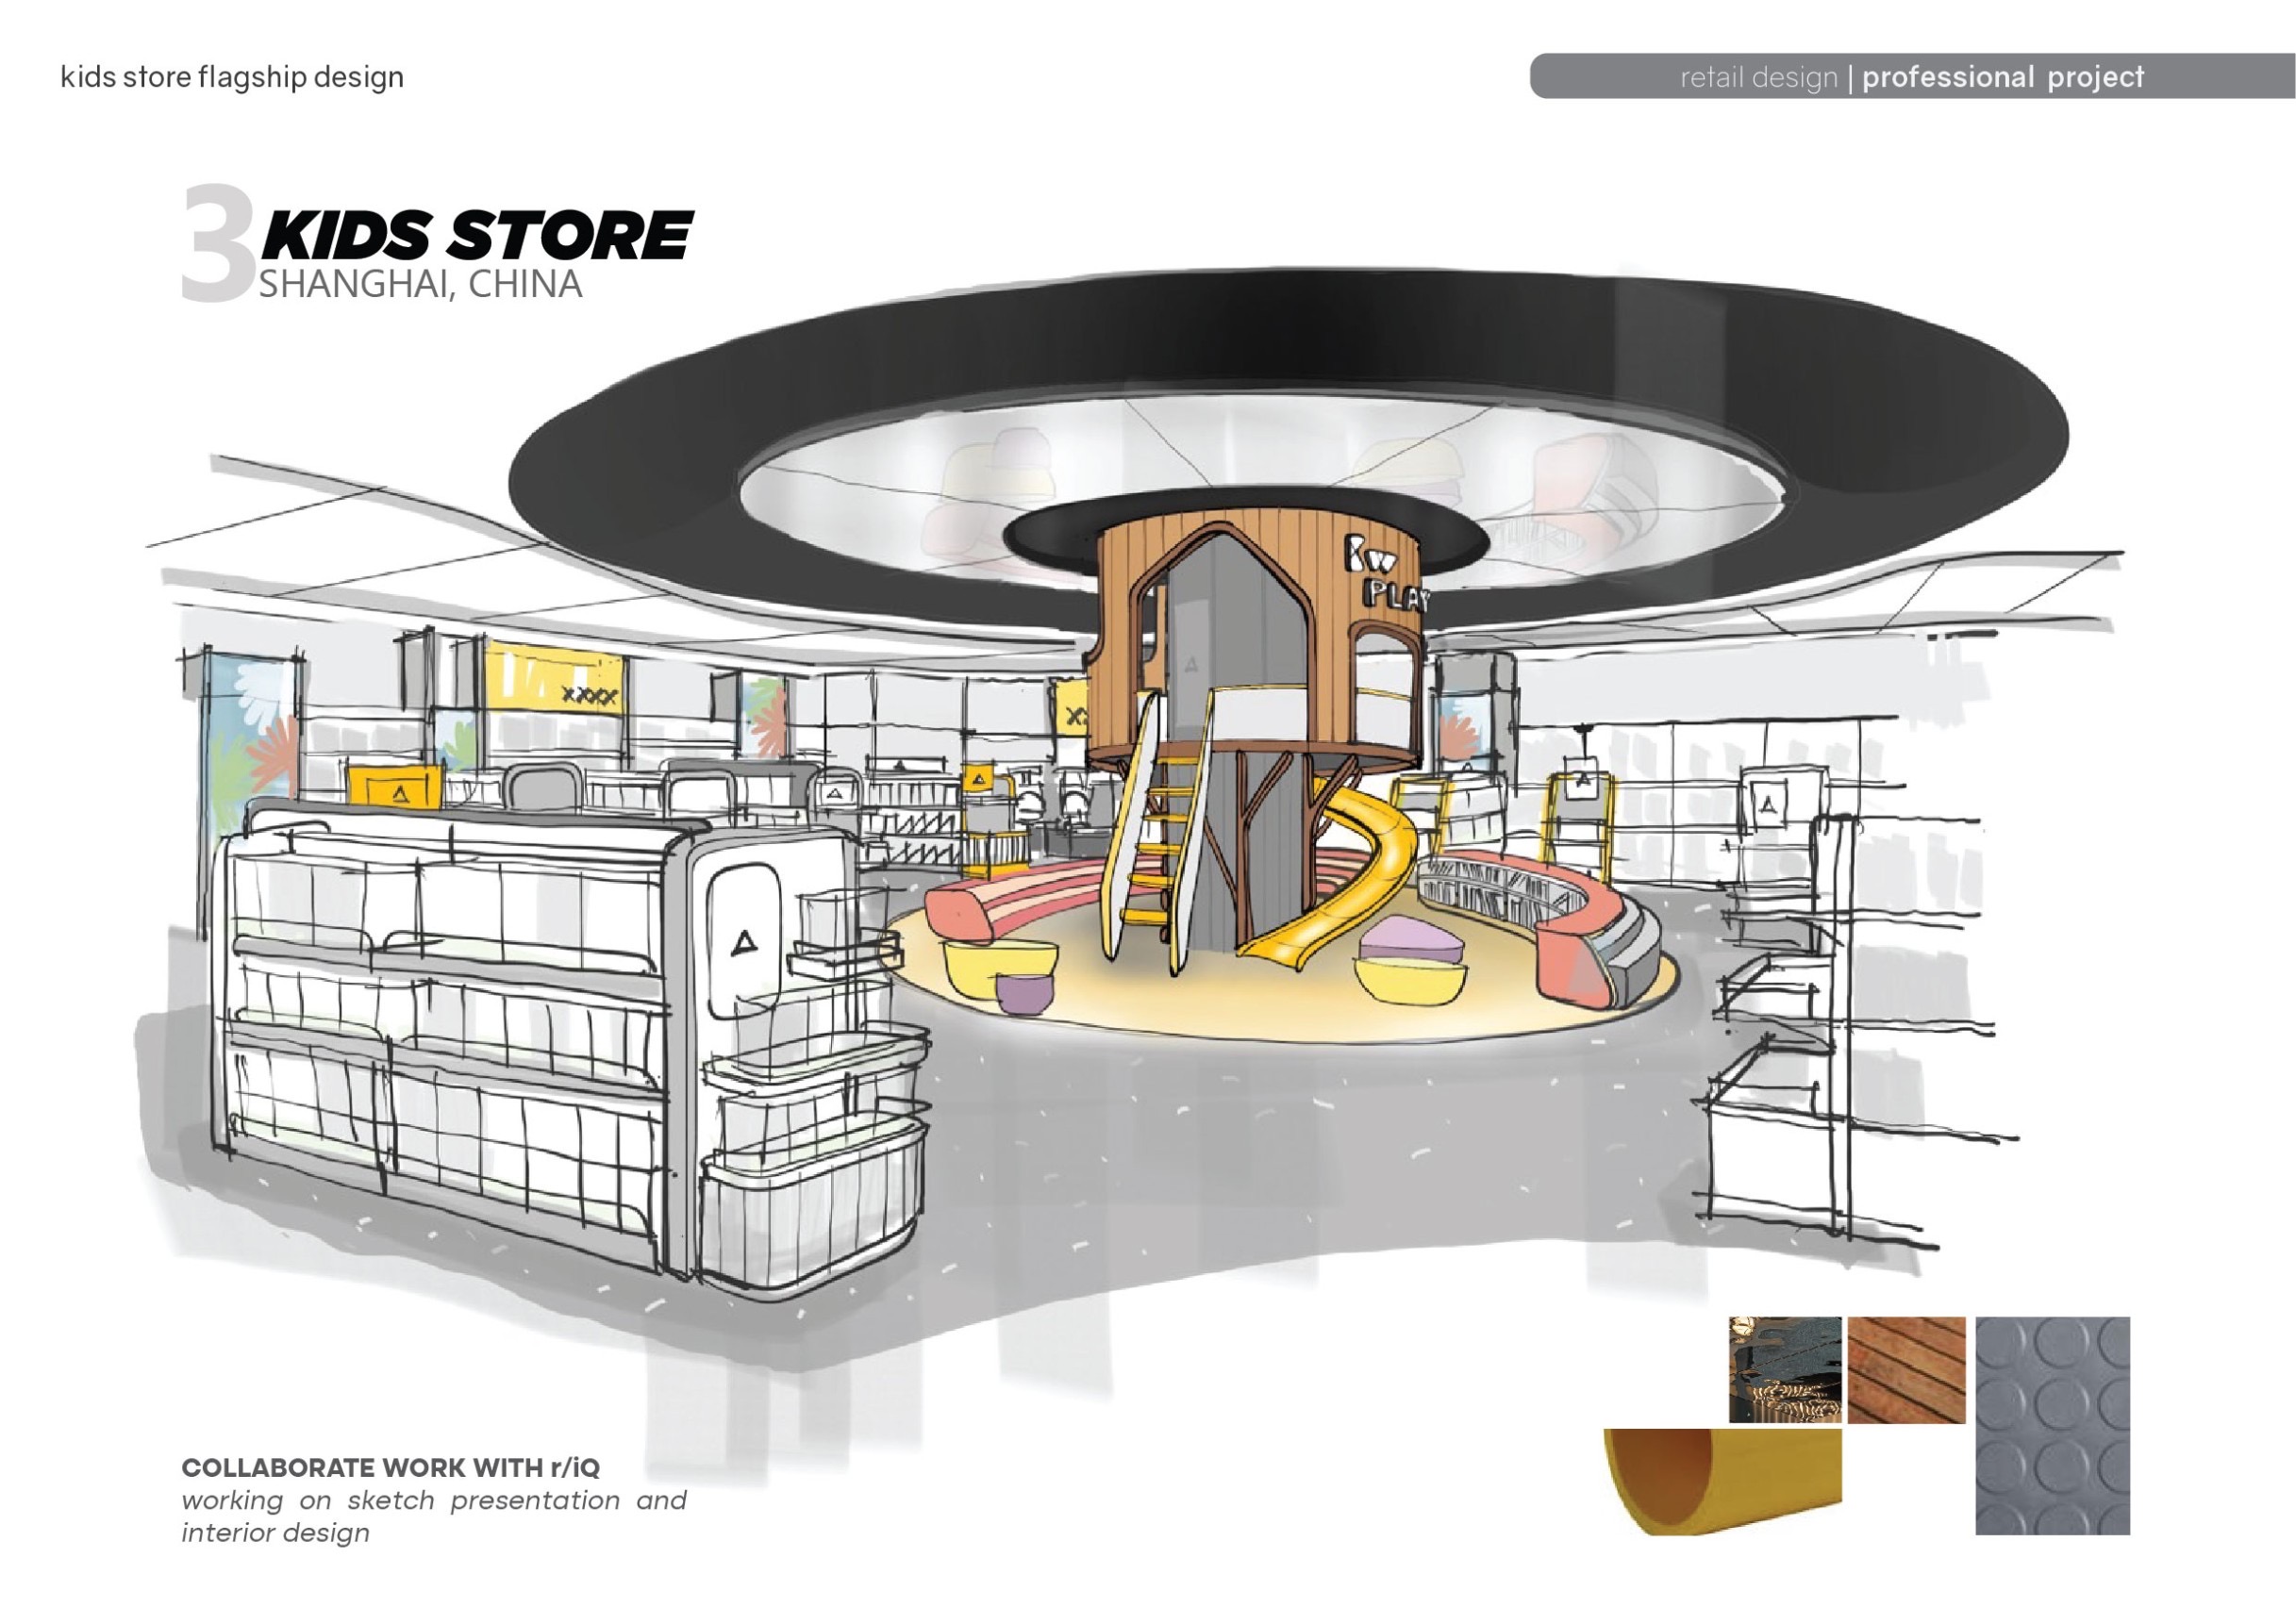 kids store flagship design
retail design | professional project
3 KIDS STORE
SHANGHAI, CHINA
PLAY
XXXX
COLLABORATE WORK WITH r/iQ
working on sketch presentation and
interior design